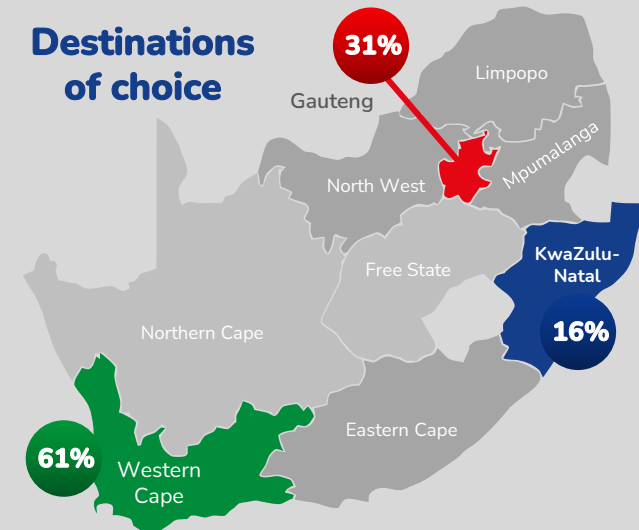 Destinations
of choice
31%
Limpopo
Gauteng
Mpumalanga
North West
KwaZulu-
Natal
Free State
16%
Northern Cape
Eastern Cape
61%
Western
Cape